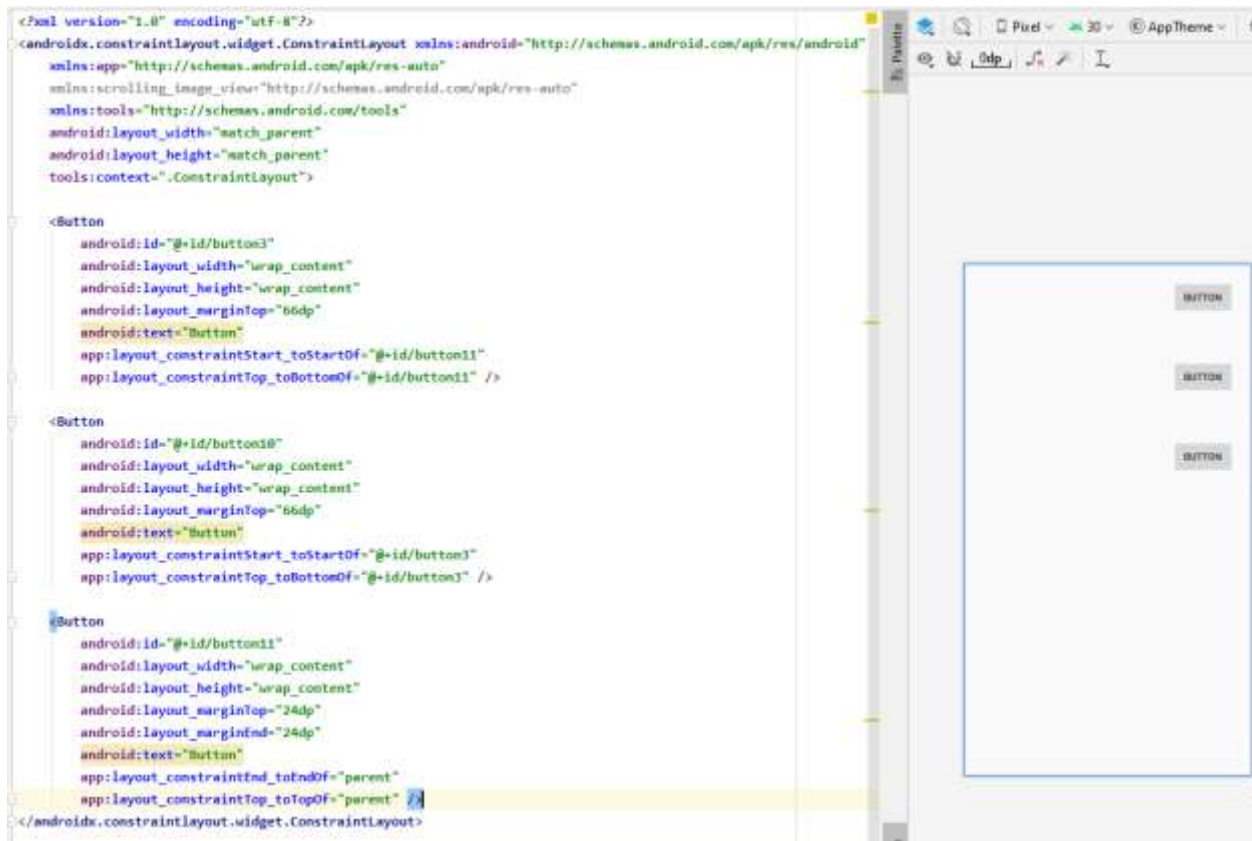 <?xml version="1.0" encoding="utf-8"?>
<androidx.constraintlayout.widget.ConstraintLayout xmlns:android="http://schemas.android.com/apk/res/android"
xmlns:app="http://schemas.android.com/apk/res-auto"
xmlns:scrolling_image_view="http://schemas.android.com/apk/res-auto"
xmlns:tools="http://schemas.android.com/tools"
android:layout_width="match_parent"
android:layout_height="match_parent"
tools:context=".ConstraintLayout">
<Button
android:id="@+id/button3"
android:layout_width="wrap_content"
android:layout_height="wrap_content"
android:layout_marginTop="66dp"
android:text="Button"
app:layout_constraintStart_toStartOf="@+id/button11"
app:layout_constraintTop_toBottomOf="@+id/button11" />
<Button
android:id="@+id/button10"
android:layout_width="wrap_content"
android:layout_height="wrap_content"
android:layout_marginTop="66dp"
android:text="Button"
app:layout_constraintStart_toStartOf="@+id/button3"
app:layout_constraintTop_toBottomOf="@+id/button3" />
<Button
android:id="@+id/button11"
android:layout_width="wrap_content"
android:layout_height="wrap_content"
android:layout_marginTop="24dp"
android:layout_marginEnd="24dp"
android:text="Button"
app:layout_constraintEnd_toEndOf="parent"
app:layout_constraintTop_toTopOf="parent" />
</androidx.constraintlayout.widget.ConstraintLayout>
Palette
Pixel 30 AppTheme
0dp
BUTTON
BUTTON
BUTTON